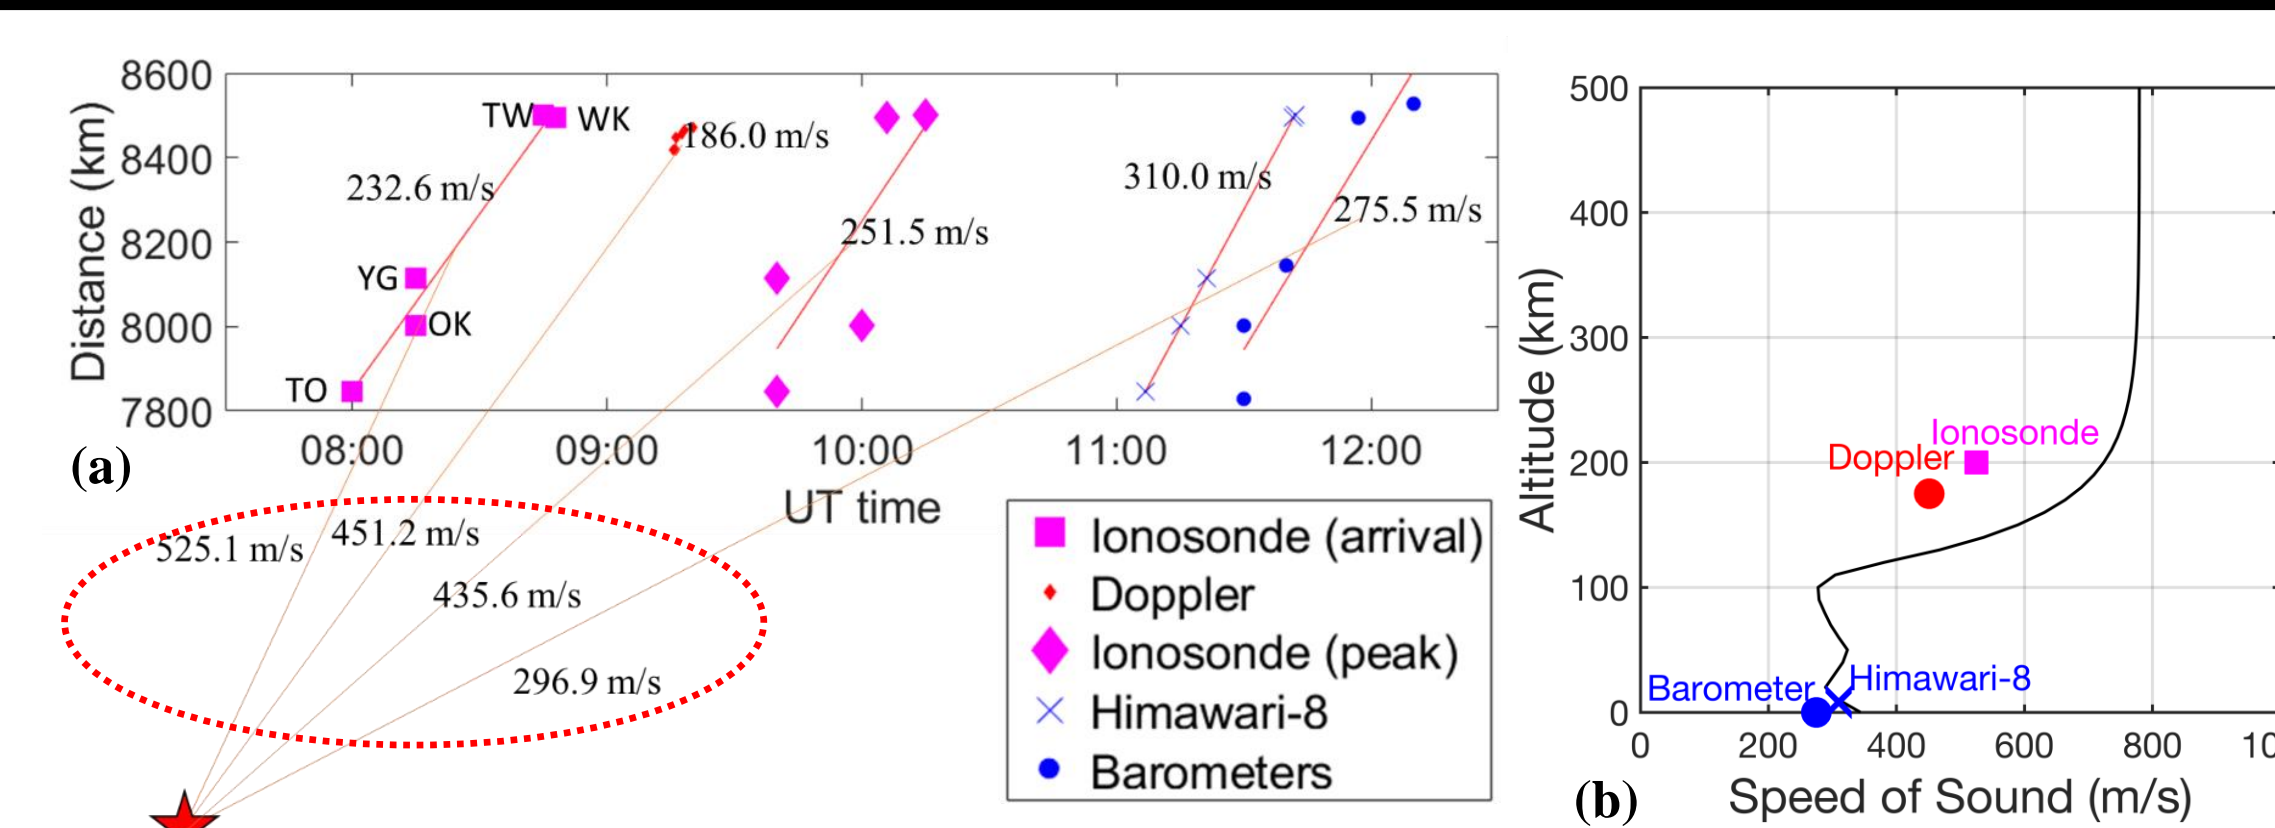 8600
8400
8200
8000
7800
Distance (km)
TW
WK
YG
OK
TO
232.6 m/s
186.0 m/s
251.5 m/s
310.0 m/s
275.5 m/s
08:00 09:00 10:00 11:00 12:00
UT time
(a)
525.1 m/s
451.2 m/s
435.6 m/s
296.9 m/s
Ionosonde (arrival)
Doppler
Ionosonde (peak)
Himawari-8
Barometers
500
400
300
200
100
0
Altitude (km)
Ionosonde
Doppler
Barometer
Himawari-8
0 200 400 600 800 10
Speed of Sound (m/s)
(b)